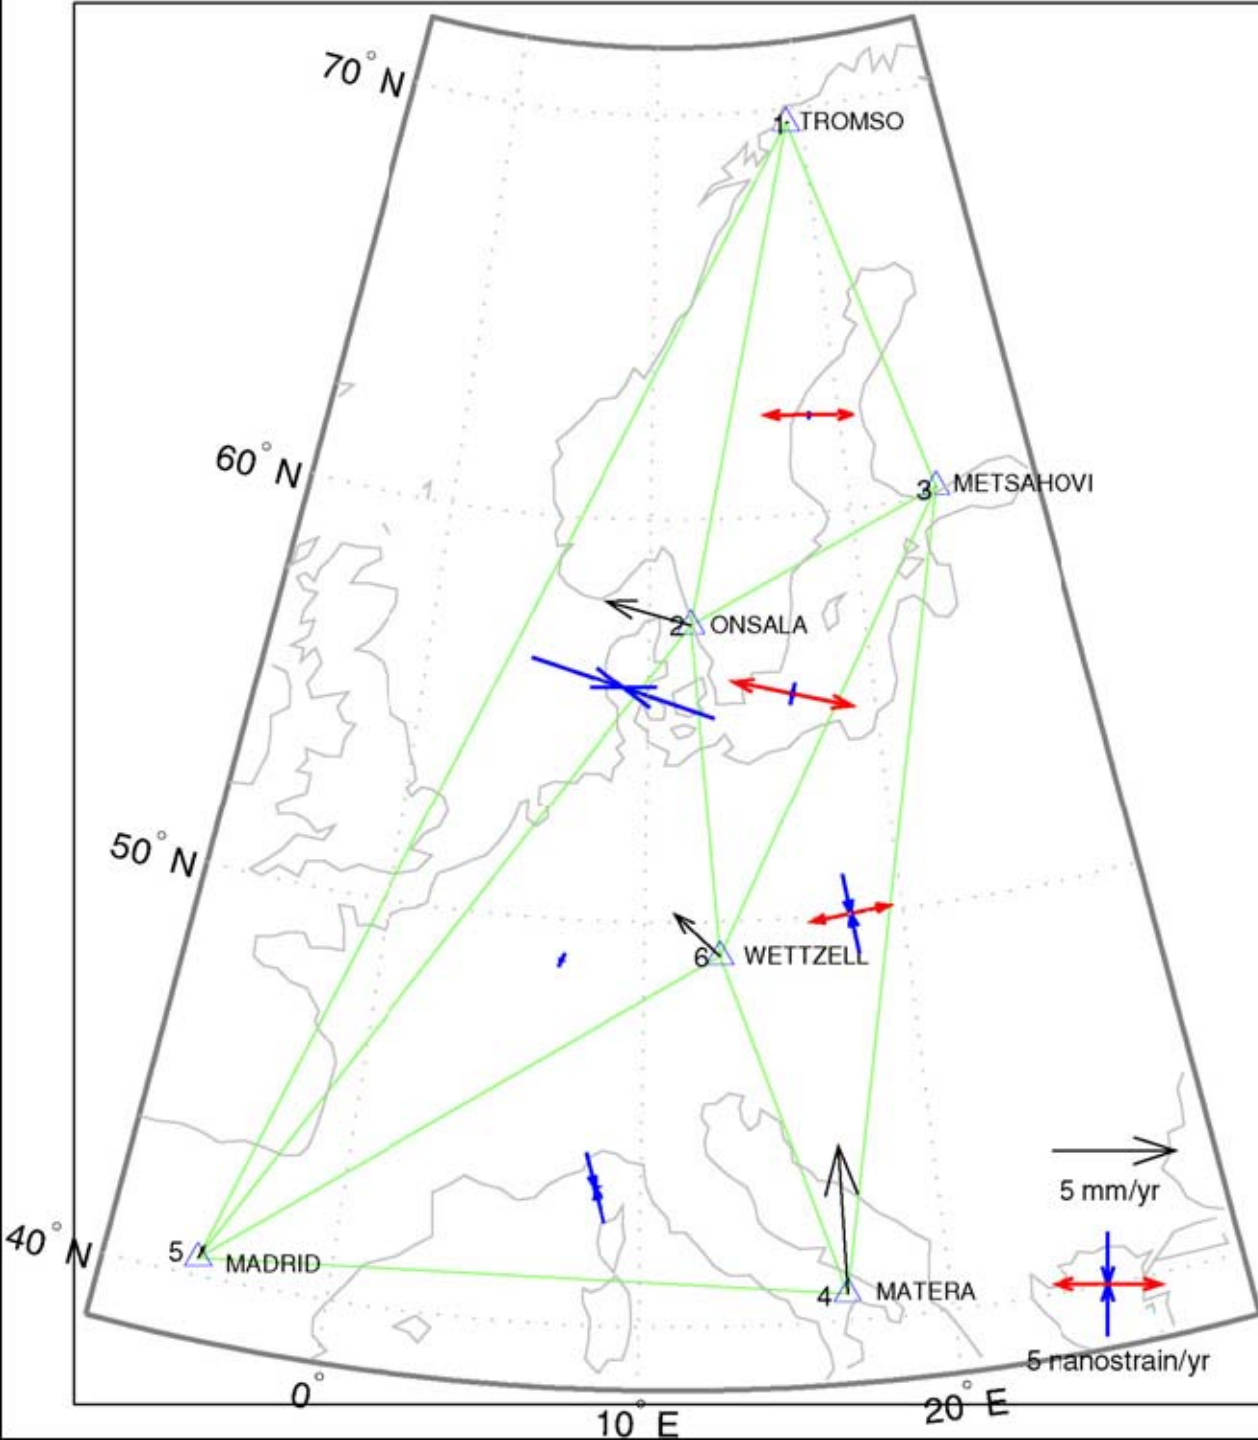 70° N
1 TROMSO
60° N
3 METSAHOVI
2 ONSALA
50° N
6 WETTZELL
5 mm/yr
40° N
5 MADRID
4 MATERA
5 nanostrain/yr
0°
10° E
20° E